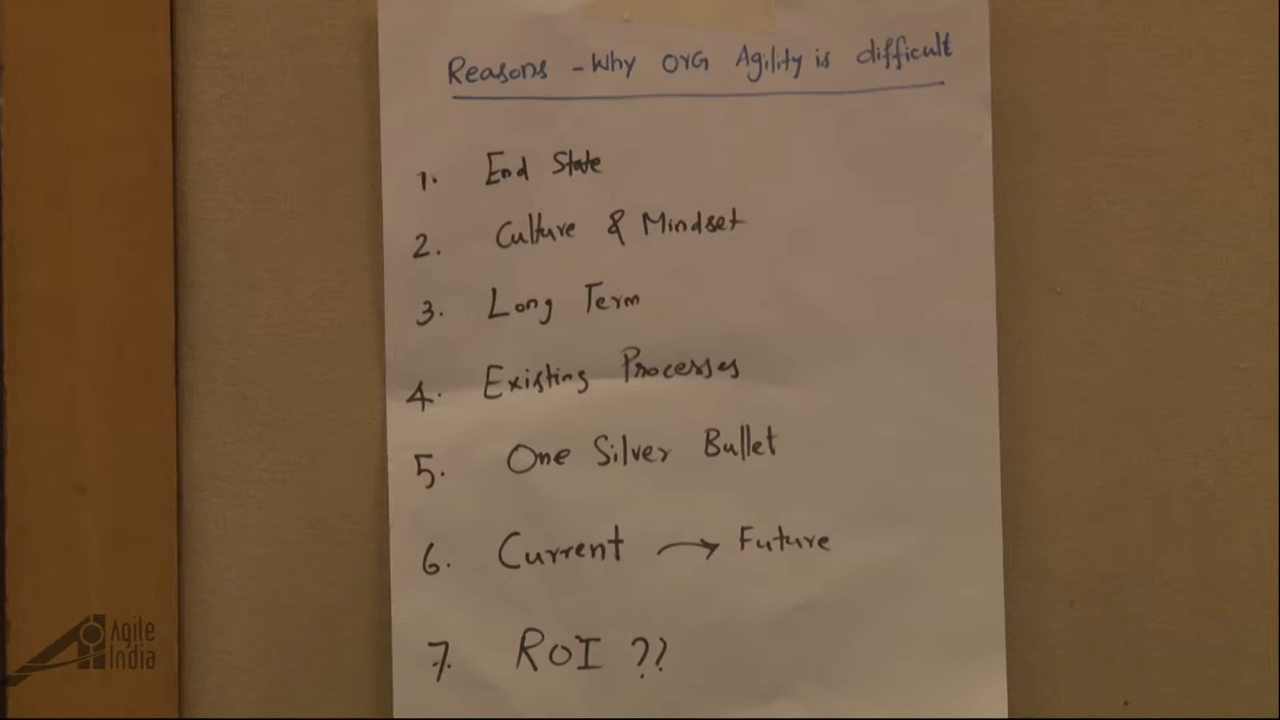 Reasons - Why OrG Agility is difficult
1. End State
2. Culture & Mindset
3. Long Term
4. Existing Processes
5. One Silver Bullet
6. Current → Future
7. ROI ??
Agile
India